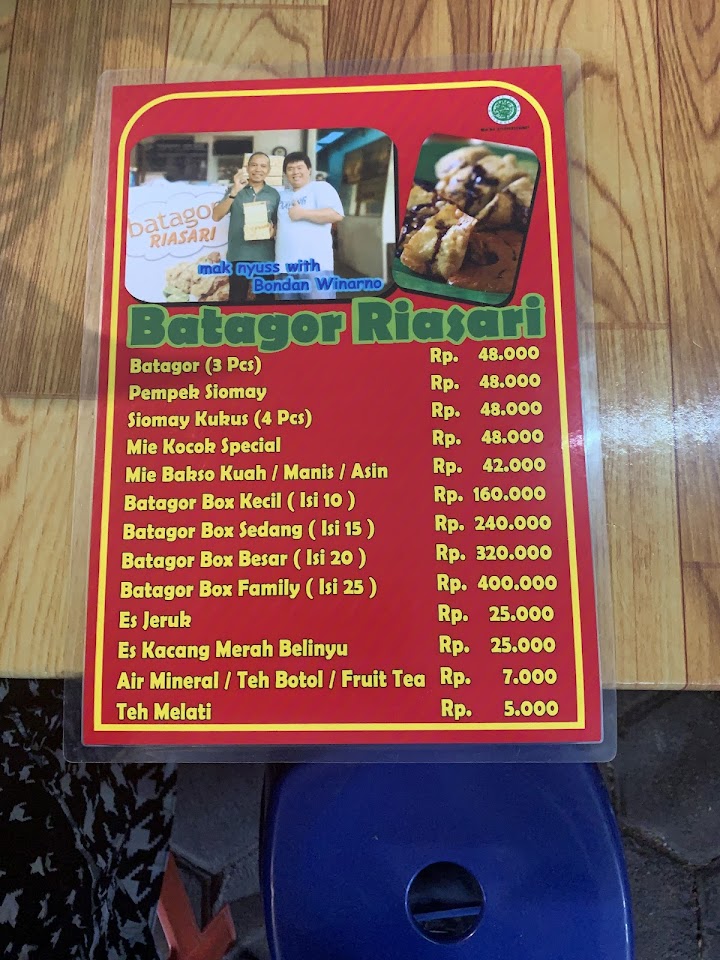 batagor
RIASARI
mak nyuss with
Bondan Winarno
Batagor Riasari
Batagor (3 Pcs) Rp. 48.000
Pempek Siomay Rp. 48.000
Siomay Kukus (4 Pcs) Rp. 48.000
Mie Kocok Special Rp. 48.000
Mie Bakso Kuah / Manis / Asin Rp. 42.000
Batagor Box Kecil ( Isi 10 ) Rp. 160.000
Batagor Box Sedang ( Isi 15 ) Rp. 240.000
Batagor Box Besar ( Isi 20 ) Rp. 320.000
Batagor Box Family ( Isi 25 ) Rp. 400.000
Es Jeruk Rp. 25.000
Es Kacang Merah Belinyu Rp. 25.000
Air Mineral / Teh Botol / Fruit Tea Rp. 7.000
Teh Melati Rp. 5.000